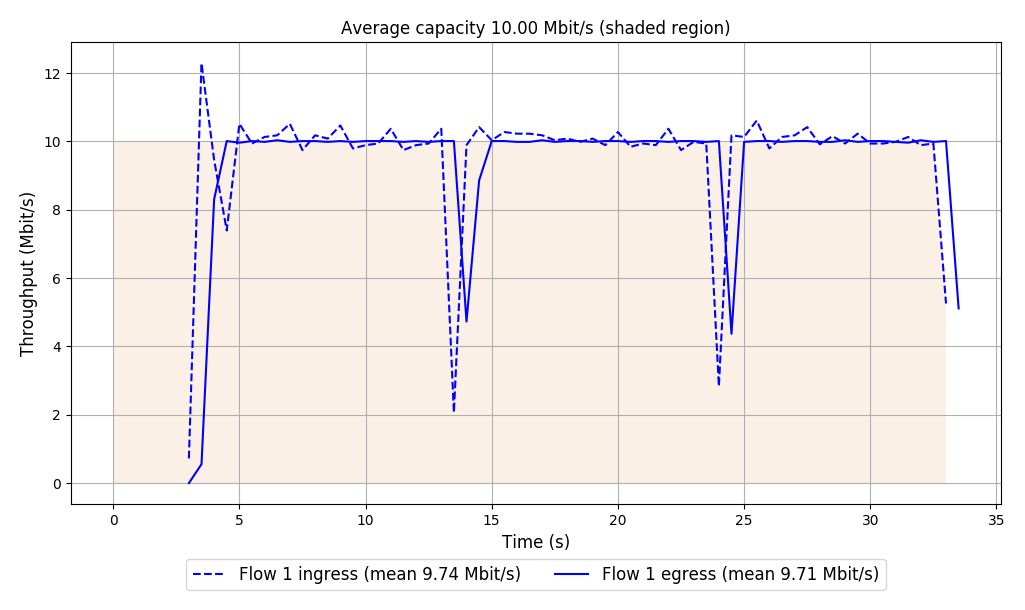 Average capacity 10.00 Mbit/s (shaded region)
Throughput (Mbit/s)
12
10
8
6
4
2
0
0 5 10 15 20 25 30 35
Time (s)
Flow 1 ingress (mean 9.74 Mbit/s) Flow 1 egress (mean 9.71 Mbit/s)